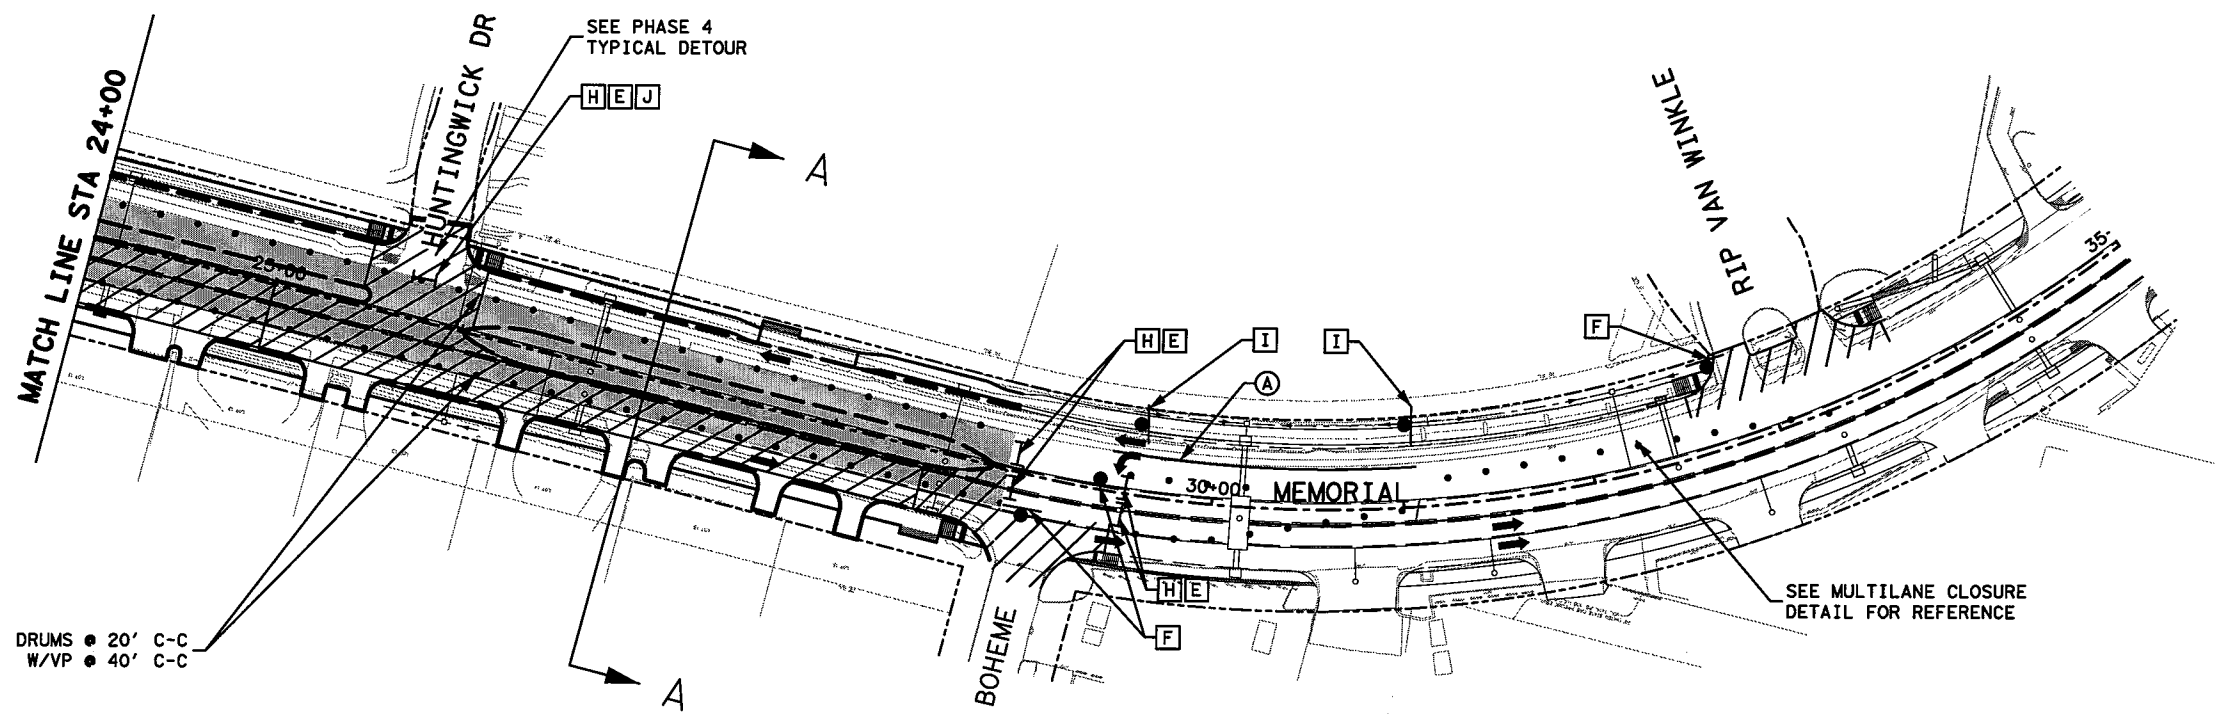 SEE PHASE 4
TYPICAL DETOUR
HUNTINGWICK DR
H E J
MATCH LINE STA 24+00
A
RIP VAN WINKLE
35-
25+00
H E
I
I
F
A
30+00
MEMORIAL
H E
F
SEE MULTILANE CLOSURE
DETAIL FOR REFERENCE
BOHEME
DRUMS @ 20' C-C
W/VP @ 40' C-C
A